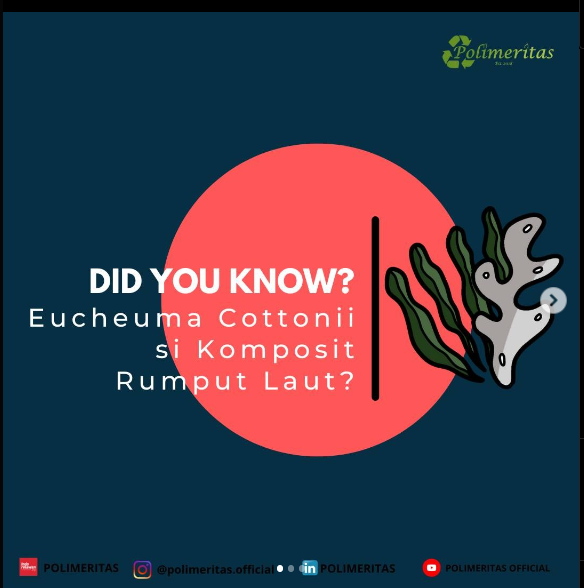 Polimeritas
DID YOU KNOW?
Eucheuma Cottonii
si Komposit
Rumput Laut?
POLIMERITAS
@polimeritas.official
POLIMERITAS
POLIMERITAS OFFICIAL